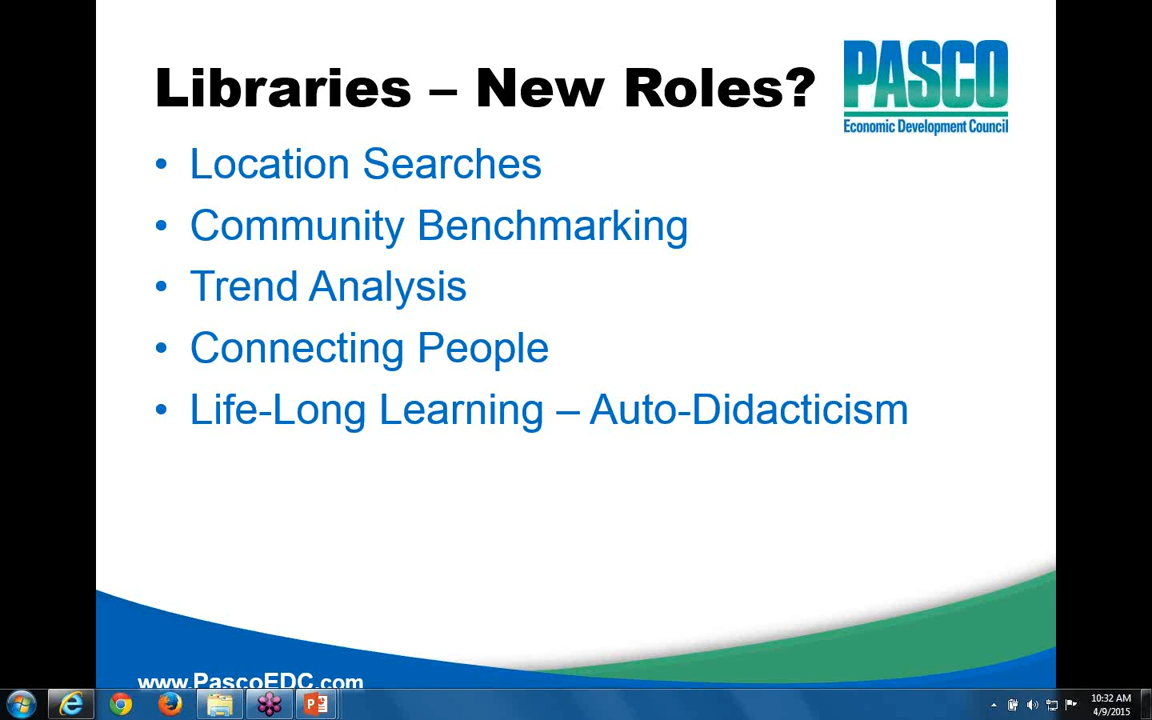 Libraries – New Roles?
PASCO
Economic Development Council
• Location Searches
• Community Benchmarking
• Trend Analysis
• Connecting People
• Life-Long Learning – Auto-Didacticism
www.PascoEDC.com
10:32 AM
4/9/2015